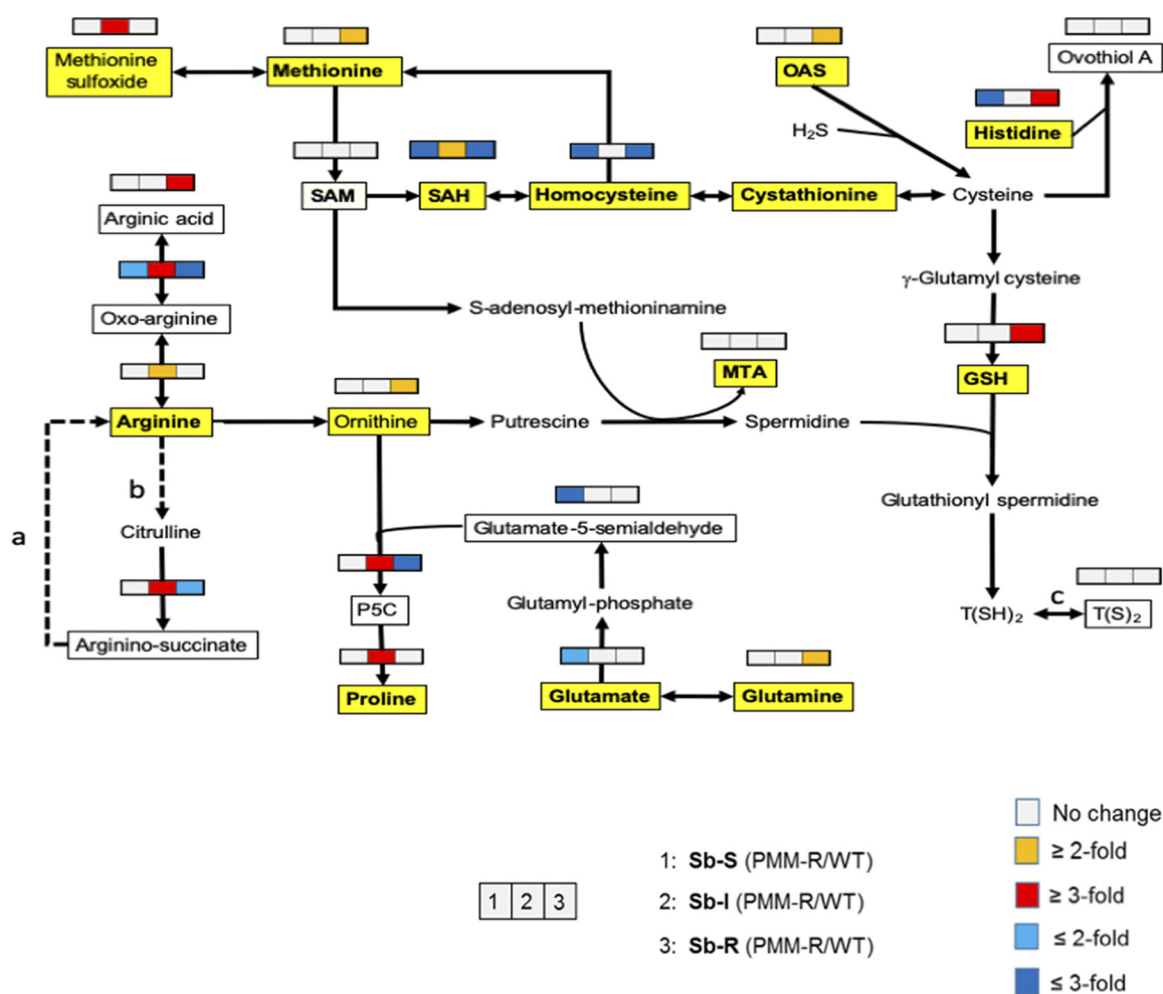 Methionine
sulfoxide
Methionine
OAS
Ovothiol A
H₂S
Histidine
SAM
SAH
Homocysteine
Cystathionine
Cysteine
Arginic acid
γ-Glutamyl cysteine
Oxo-arginine
S-adenosyl-methioninamine
MTA
GSH
Arginine
Ornithine
Putrescine
Spermidine
b
a
Citrulline
Glutathionyl spermidine
Glutamate-5-semialdehyde
P5C
Glutamyl-phosphate
T(SH)₂
c
T(S)₂
Arginino-succinate
Proline
Glutamate
Glutamine
1 2 3
1: Sb-S (PMM-R/WT)
2: Sb-I (PMM-R/WT)
3: Sb-R (PMM-R/WT)
No change
≥ 2-fold
≥ 3-fold
≤ 2-fold
≤ 3-fold